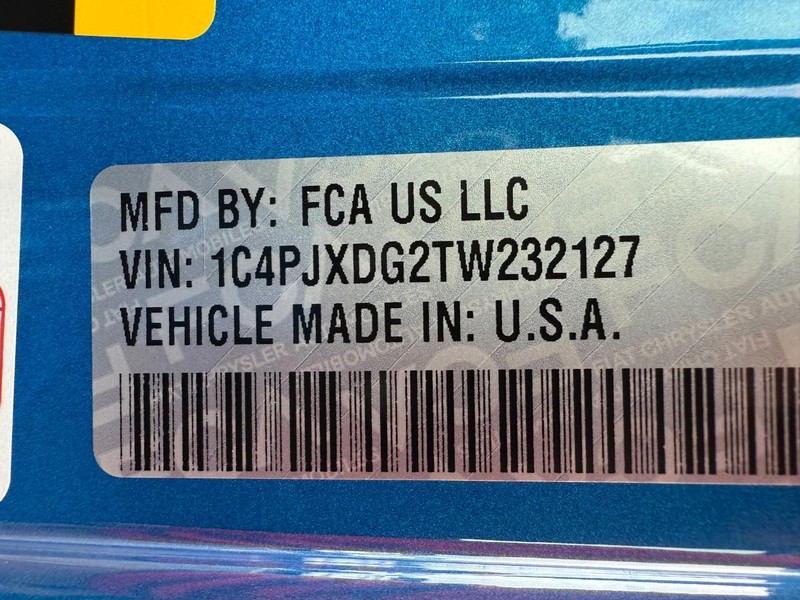 MFD BY: FCA US LLC
VIN: 1C4PJXDG2TW232127
VEHICLE MADE IN: U.S.A.